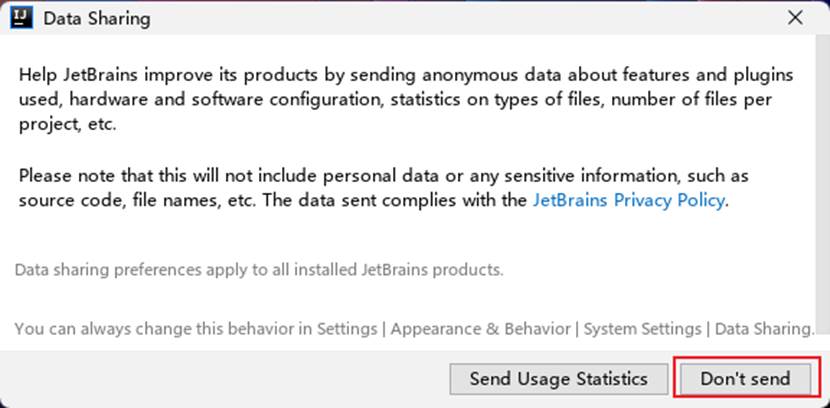 IJ
Data Sharing
Help JetBrains improve its products by sending anonymous data about features and plugins
used, hardware and software configuration, statistics on types of files, number of files per
project, etc.
Please note that this will not include personal data or any sensitive information, such as
source code, file names, etc. The data sent complies with the JetBrains Privacy Policy.
Data sharing preferences apply to all installed JetBrains products.
You can always change this behavior in Settings | Appearance & Behavior | System Settings | Data Sharing.
Send Usage Statistics
Don't send